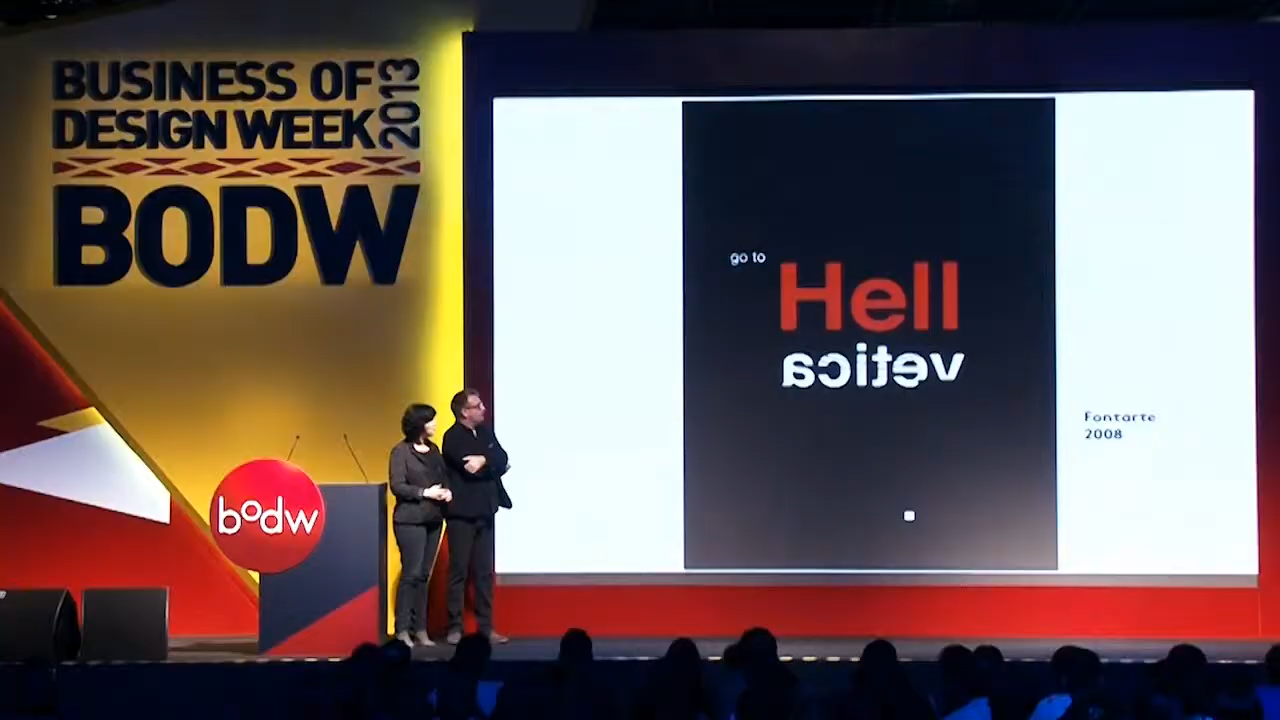 BUSINESS OF
DESIGN WEEK
2013
BODW
bodw
go to
Hell
vetica
Fontarte
2008